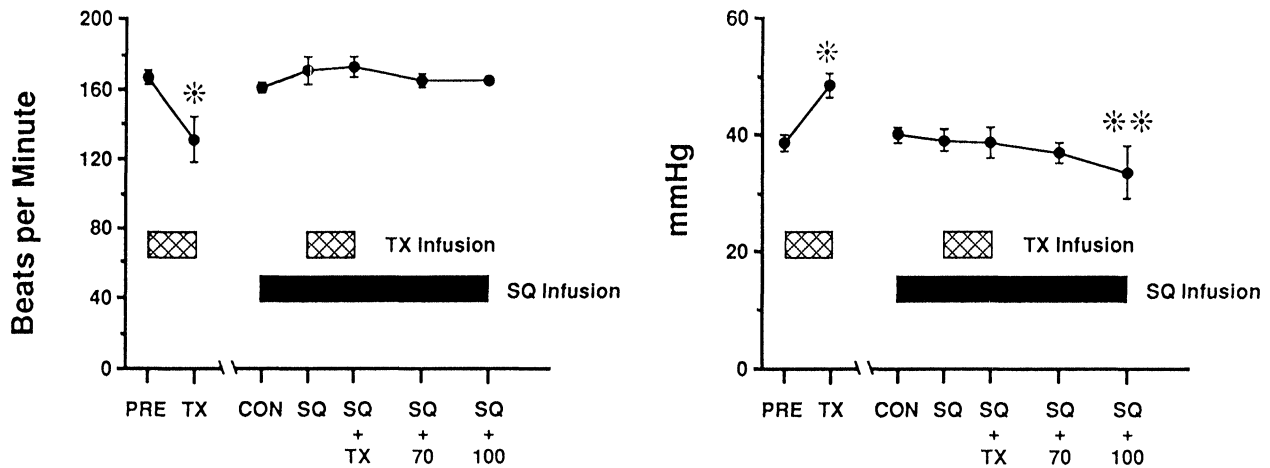 200
160
120
80
40
0
Beats per Minute
TX Infusion
SQ Infusion
PRE TX CON SQ SQ SQ SQ
+ + +
TX 70 100
60
40
20
0
mmHg
TX Infusion
SQ Infusion
PRE TX CON SQ SQ SQ SQ
+ + +
TX 70 100